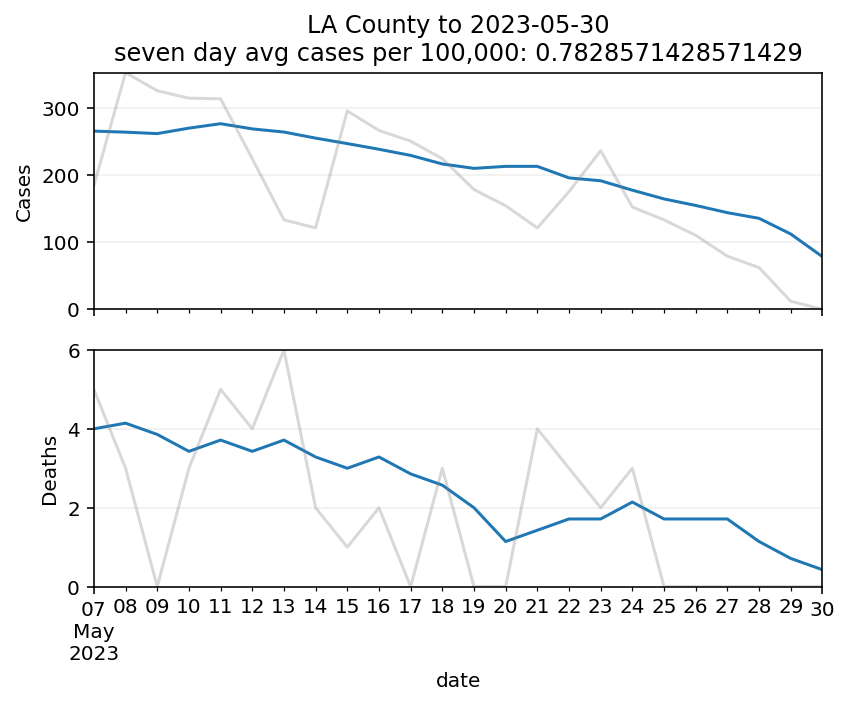 LA County to 2023-05-30
seven day avg cases per 100,000: 0.7828571428571429
300
200
100
0
Cases
6
4
2
0
Deaths
07 08 09 10 11 12 13 14 15 16 17 18 19 20 21 22 23 24 25 26 27 28 29 30
May
2023
date